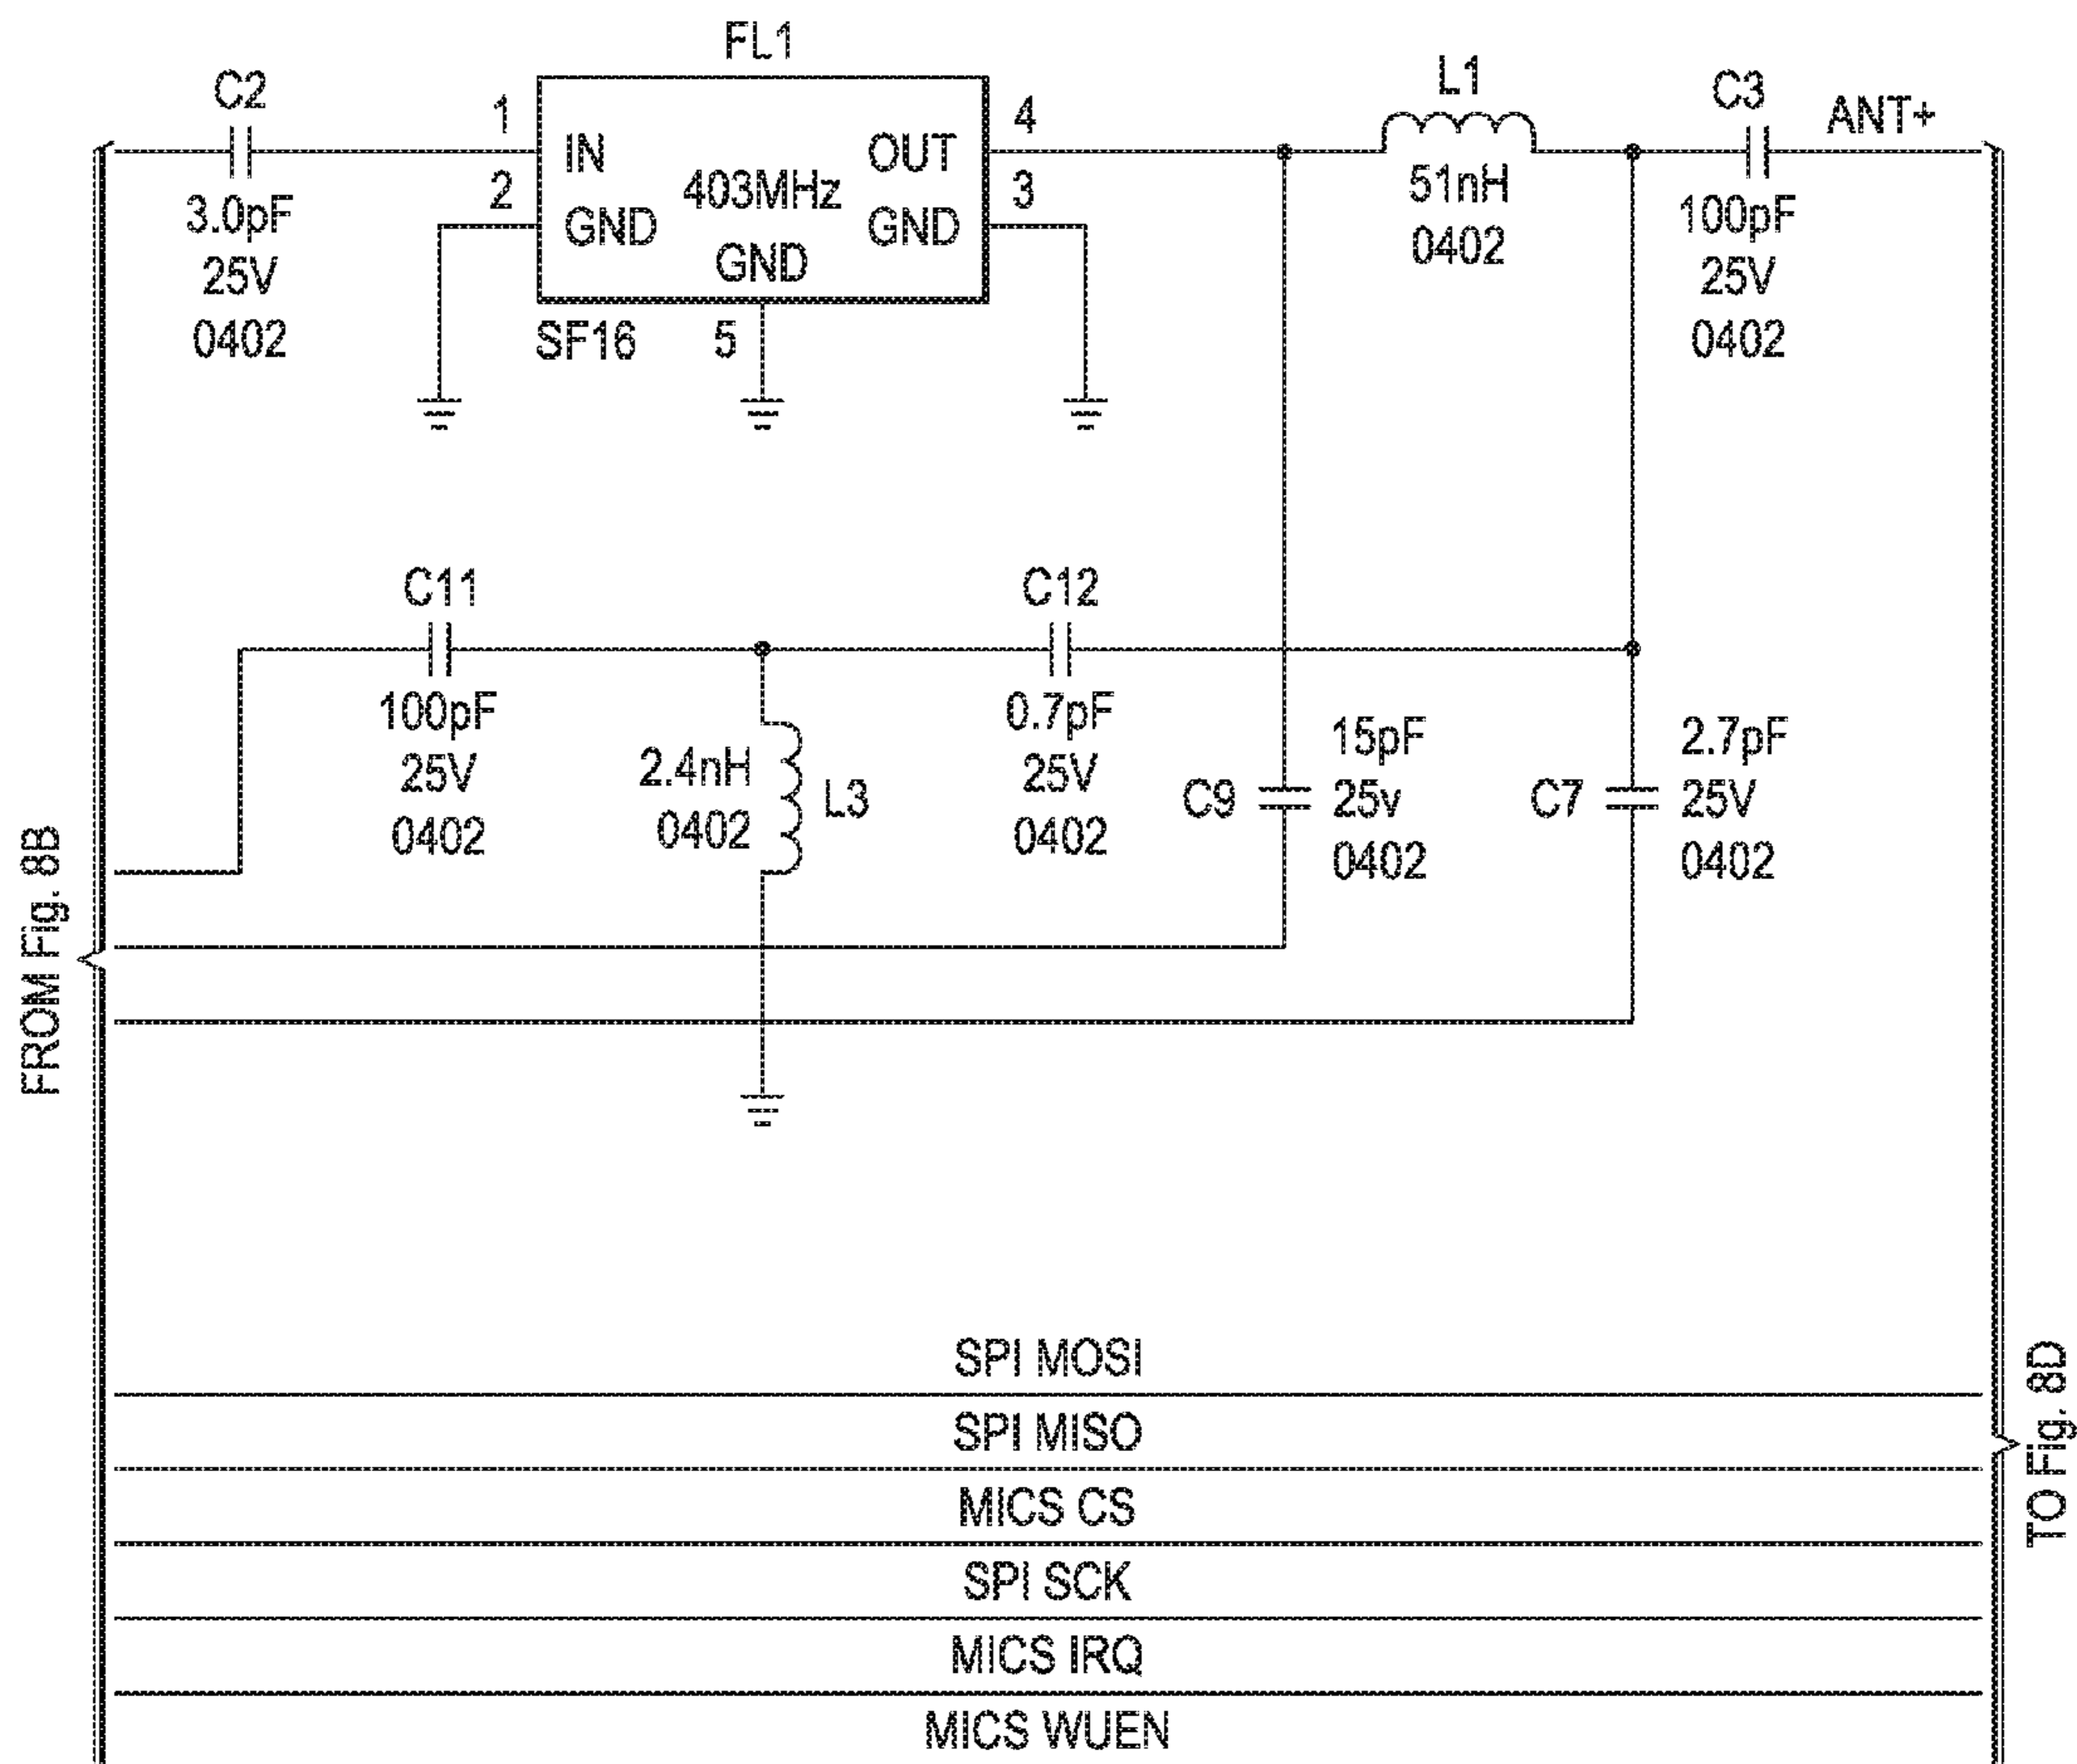 FL1
C2
3.0pF
25V
0402
1
2
IN
GND
403MHz
GND
OUT
GND
4
3
SF16
5
L1
51nH
0402
C3
100pF
25V
0402
ANT+
C11
100pF
25V
0402
2.4nH
0402
L3
C12
0.7pF
25V
0402
C9
15pF
25v
0402
C7
2.7pF
25V
0402
FROM Fig. 8B
TO Fig. 8D
SPI MOSI
SPI MISO
MICS CS
SPI SCK
MICS IRQ
MICS WUEN